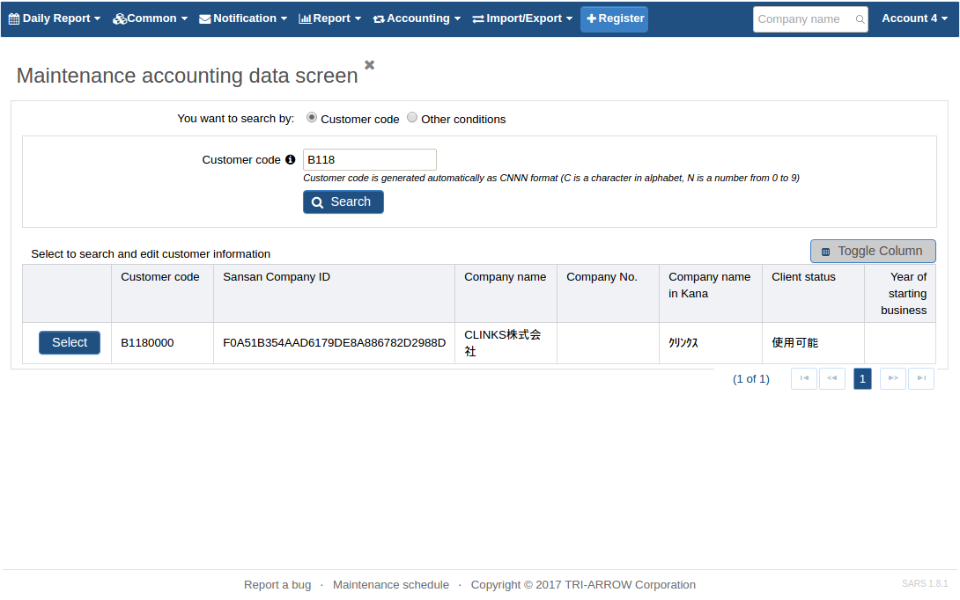 Daily Report Common Notification Report Accounting Import/Export Register Company name Account 4
Maintenance accounting data screen
You want to search by: Customer code Other conditions
Customer code B118
Customer code is generated automatically as CNNN format (C is a character in alphabet, N is a number from 0 to 9)
Search
Select to search and edit customer information Toggle Column
Customer code Sansan Company ID Company name Company No. Company name Client status Year of
in Kana starting
business
Select B1180000 F0A51B354AAD6179DE8A886782D2988D CLINKS株式会 ｸﾘﾝｸｽ 使用可能
社
(1 of 1) 1
Report a bug · Maintenance schedule · Copyright © 2017 TRI-ARROW Corporation SARS 1.8.1